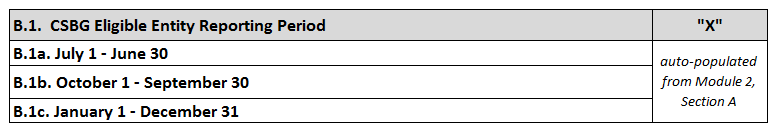 B.1.  CSBG Eligible Entity Reporting Period "X"
B.1a. July 1 - June 30
B.1b. October 1 - September 30
B.1c. January 1 - December 31
auto-populated
from Module 2,
Section A